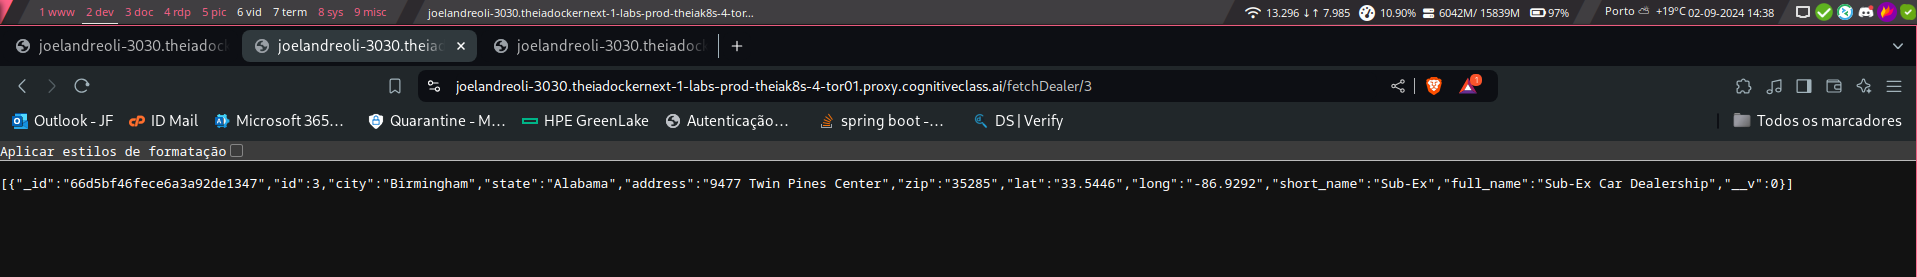 1 www 2 dev 3 doc 4 rdp 5 pic 6 vid 7 term 8 sys 9 misc joelandreoli-3030.theiadockernext-1-labs-prod-theiak8s-4-tor... 13.296 ↓↑ 7.985 10.90% 6042M/ 15839M 97% Porto +19°C 02-09-2024 14:38
joelandreoli-3030.theiadock joelandreoli-3030.theiad × joelandreoli-3030.theiadock +
joelandreoli-3030.theiadockernext-1-labs-prod-theiak8s-4-tor01.proxy.cognitiveclass.ai/fetchDealer/3 1
Outlook - JF ID Mail Microsoft 365... Quarantine - M... HPE GreenLake Autenticação... spring boot -... DS | Verify Todos os marcadores
Aplicar estilos de formatação
[{"_id":"66d5bf46fece6a3a92de1347","id":3,"city":"Birmingham","state":"Alabama","address":"9477 Twin Pines Center","zip":"35285","lat":"33.5446","long":"-86.9292","short_name":"Sub-Ex","full_name":"Sub-Ex Car Dealership","__v":0}]